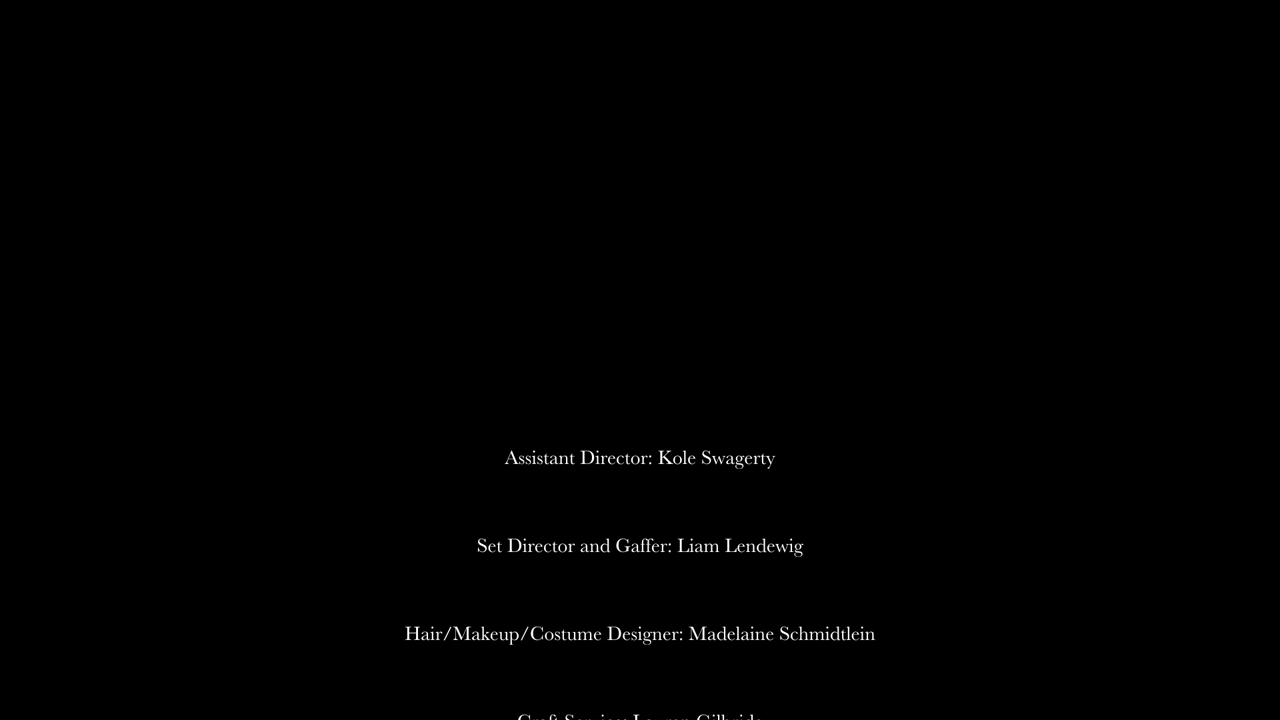 Assistant Director: Kole Swagerty
Set Director and Gaffer: Liam Lendewig
Hair/Makeup/Costume Designer: Madelaine Schmidtlein